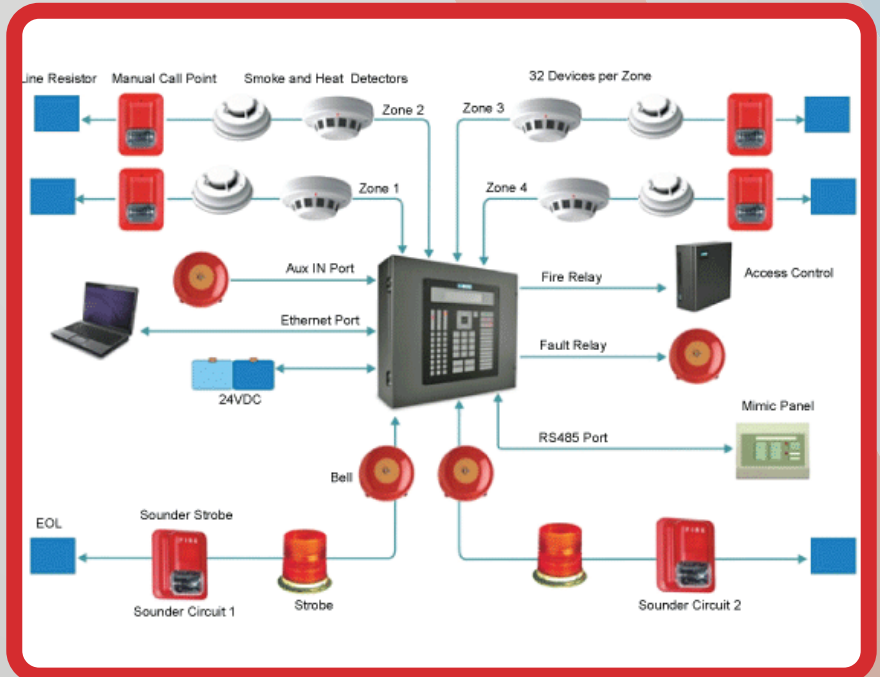 Line Resistor
Manual Call Point
Smoke and Heat Detectors
32 Devices per Zone
Zone 2
Zone 3
Zone 1
Zone 4
Aux IN Port
Fire Relay
Access Control
Ethernet Port
Fault Relay
24VDC
Mimic Panel
RS485 Port
Bell
EOL
Sounder Strobe
FIRE
FIRE
Strobe
Sounder Circuit 1
Sounder Circuit 2